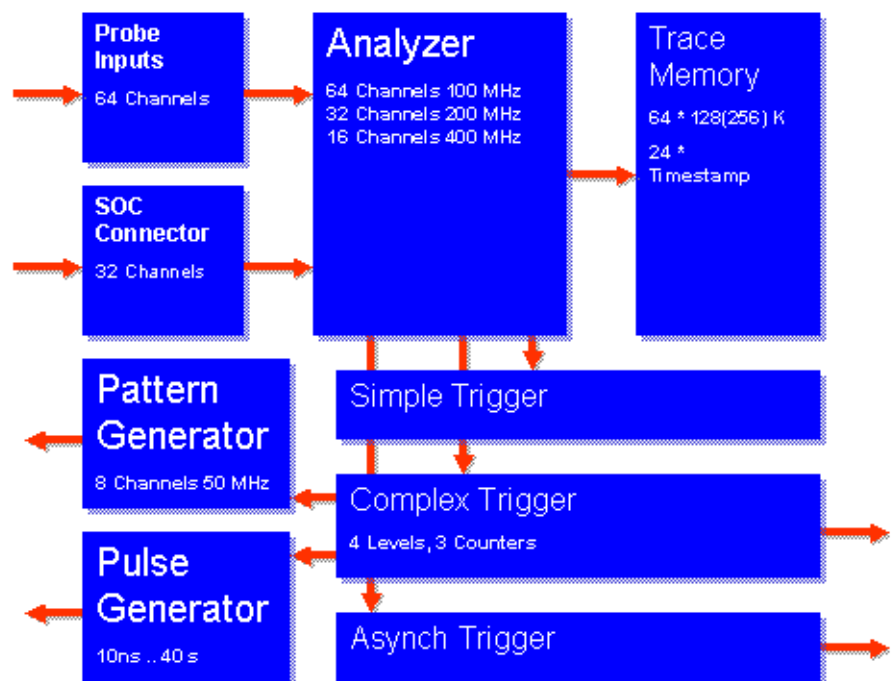 Probe
Inputs
64 Channels
Analyzer
64 Channels 100 MHz
32 Channels 200 MHz
16 Channels 400 MHz
Trace
Memory
64 * 128(256) K
24 *
Timestamp
SOC
Connector
32 Channels
Pattern
Generator
8 Channels 50 MHz
Simple Trigger
Complex Trigger
4 Levels, 3 Counters
Pulse
Generator
10ns .. 40 s
Asynch Trigger